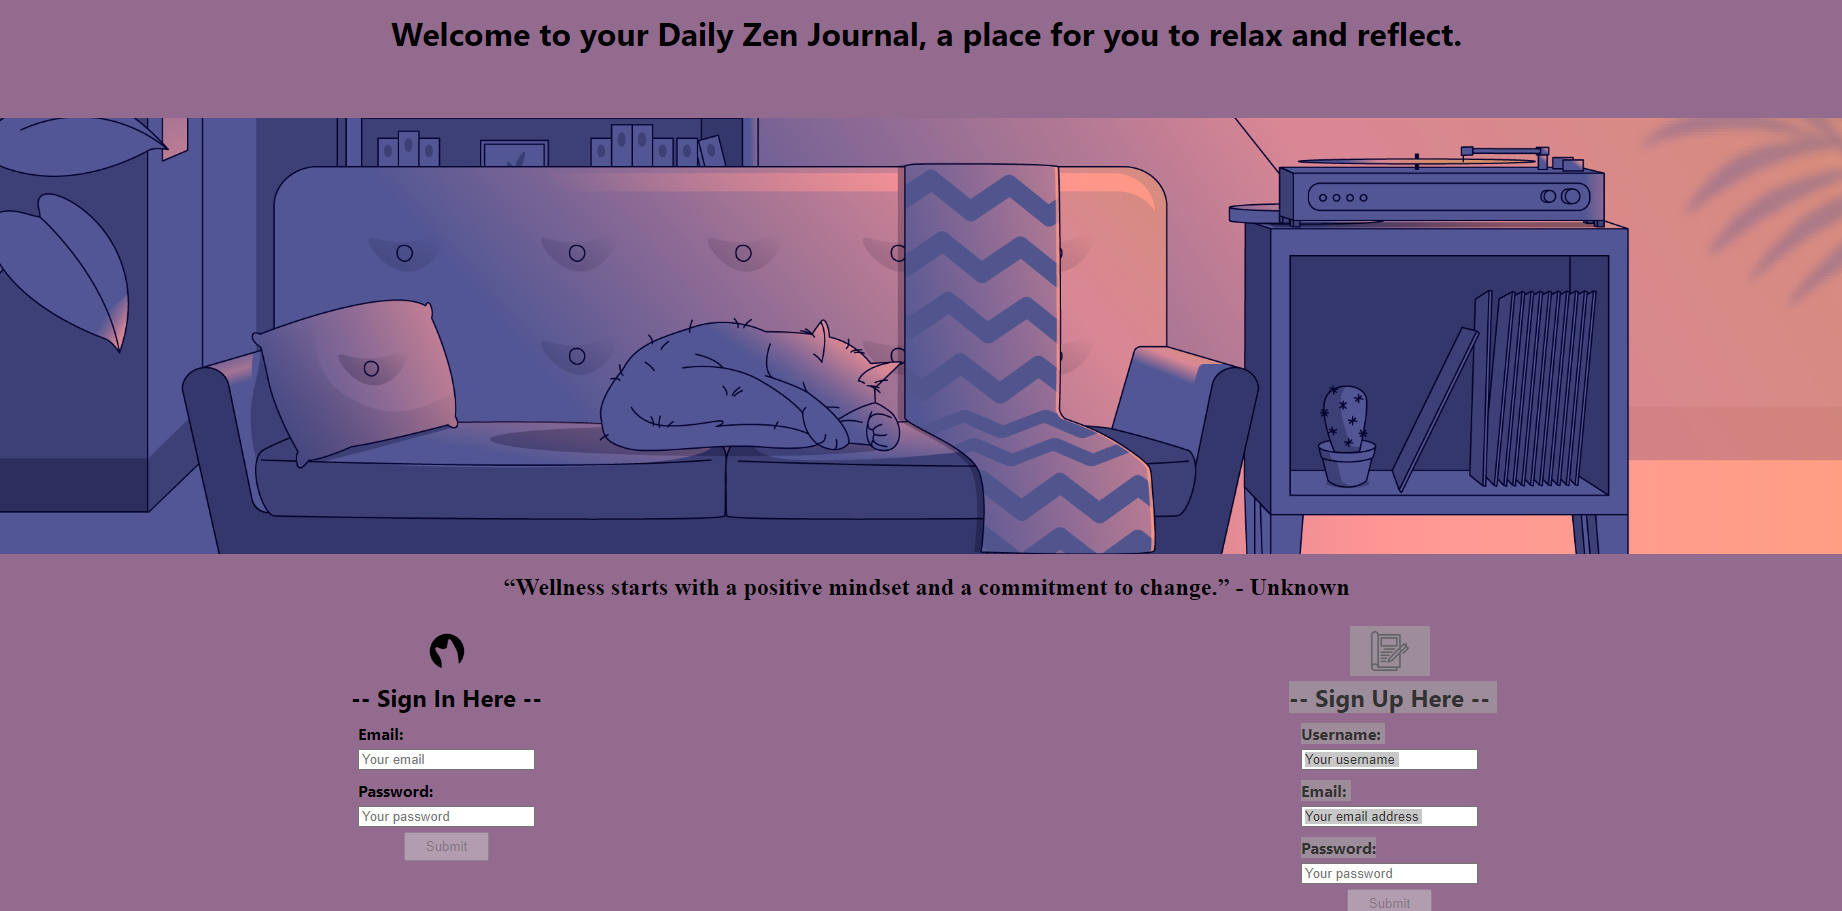 Welcome to your Daily Zen Journal, a place for you to relax and reflect.
“Wellness starts with a positive mindset and a commitment to change.” - Unknown
-- Sign In Here --
Email:
Your email
Password:
Your password
Submit
-- Sign Up Here --
Username:
Your username
Email:
Your email address
Password:
Your password
Submit